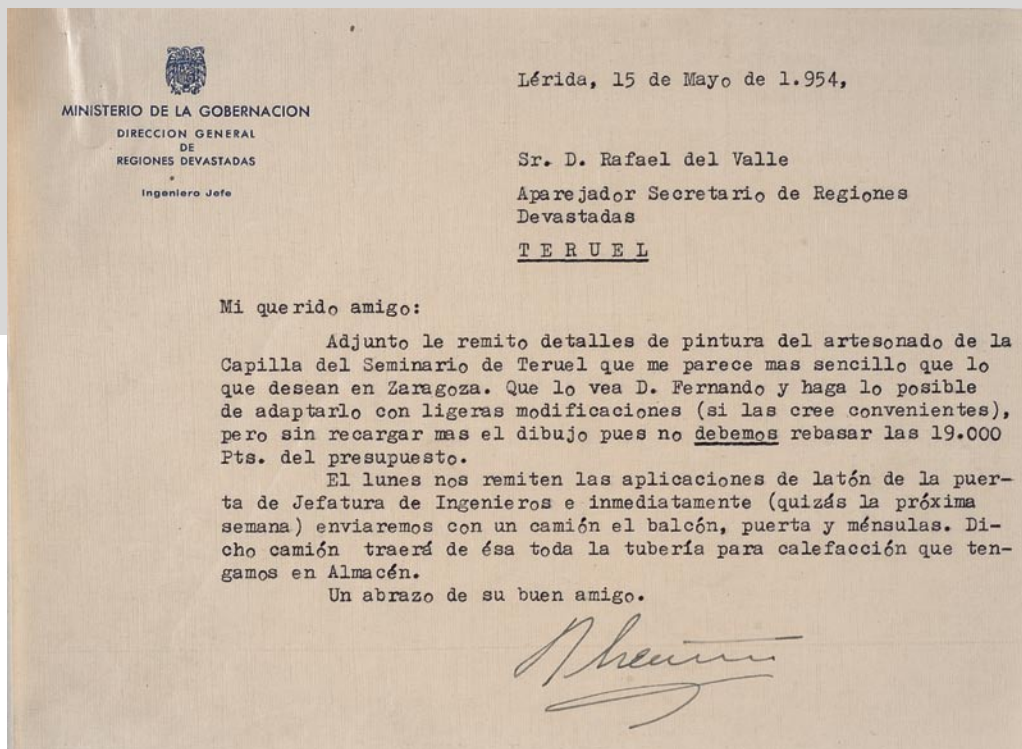 MINISTERIO DE LA GOBERNACION
DIRECCION GENERAL
DE
REGIONES DEVASTADAS
Ingeniero Jefe
Lérida, 15 de Mayo de 1.954,
Sr. D. Rafael del Valle
Aparejador Secretario de Regiones
Devastadas
T E R U E L
Mi querido amigo:
Adjunto le remito detalles de pintura del artesonado de la
Capilla del Seminario de Teruel que me parece mas sencillo que lo
que desean en Zaragoza. Que lo vea D. Fernando y haga lo posible
de adaptarlo con ligeras modificaciones (si las cree convenientes),
pero sin recargar mas el dibujo pues no debemos rebasar las 19.000
Pts. del presupuesto.
El lunes nos remiten las aplicaciones de latón de la puer-
ta de Jefatura de Ingenieros e inmediatamente (quizás la próxima
semana) enviaremos con un camión el balcón, puerta y ménsulas. Di-
cho camión traerá de ésa toda la tubería para calefacción que ten-
gamos en Almacén.
Un abrazo de su buen amigo.